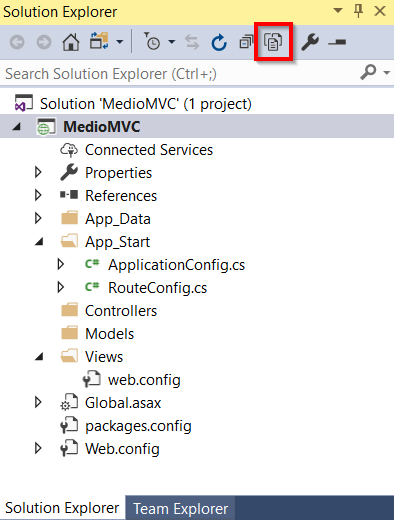 Solution Explorer
Search Solution Explorer (Ctrl+;)
Solution 'MedioMVC' (1 project)
MedioMVC
Connected Services
Properties
References
App_Data
App_Start
C# ApplicationConfig.cs
C# RouteConfig.cs
Controllers
Models
Views
web.config
Global.asax
packages.config
Web.config
Solution Explorer Team Explorer